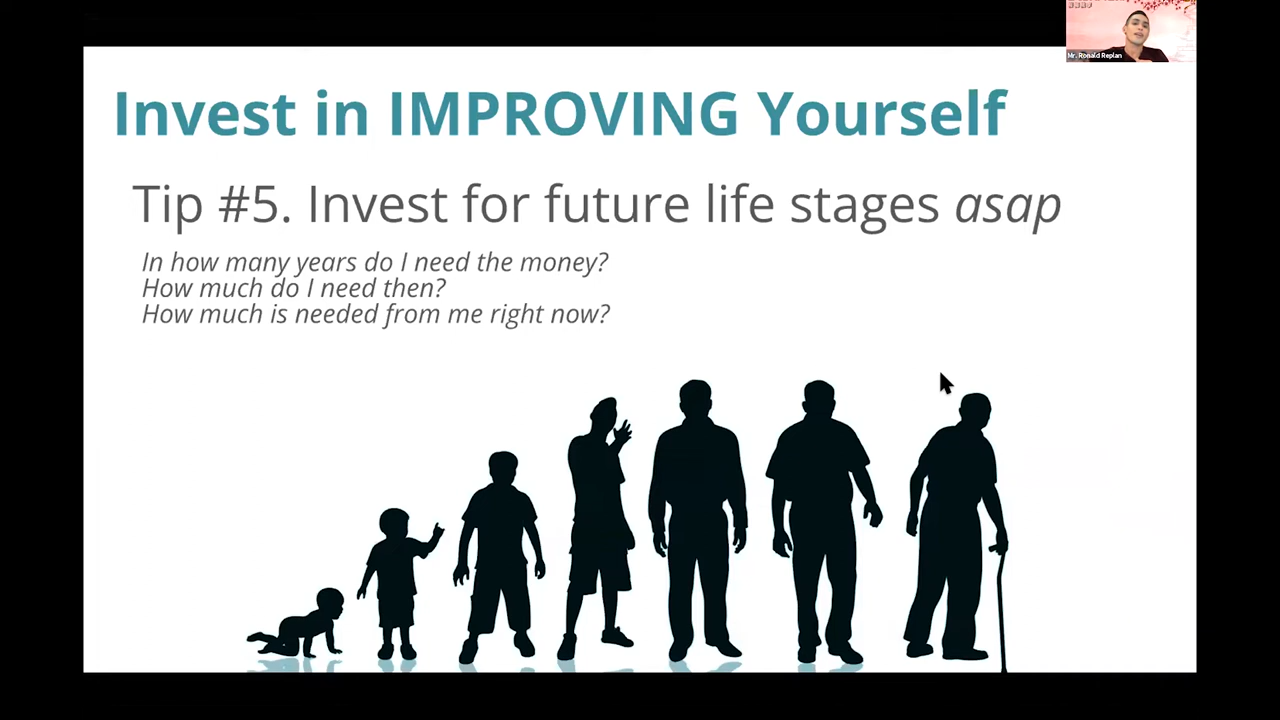 Mr. Ronald Replan
Invest in IMPROVING Yourself
Tip #5. Invest for future life stages asap
In how many years do I need the money?
How much do I need then?
How much is needed from me right now?